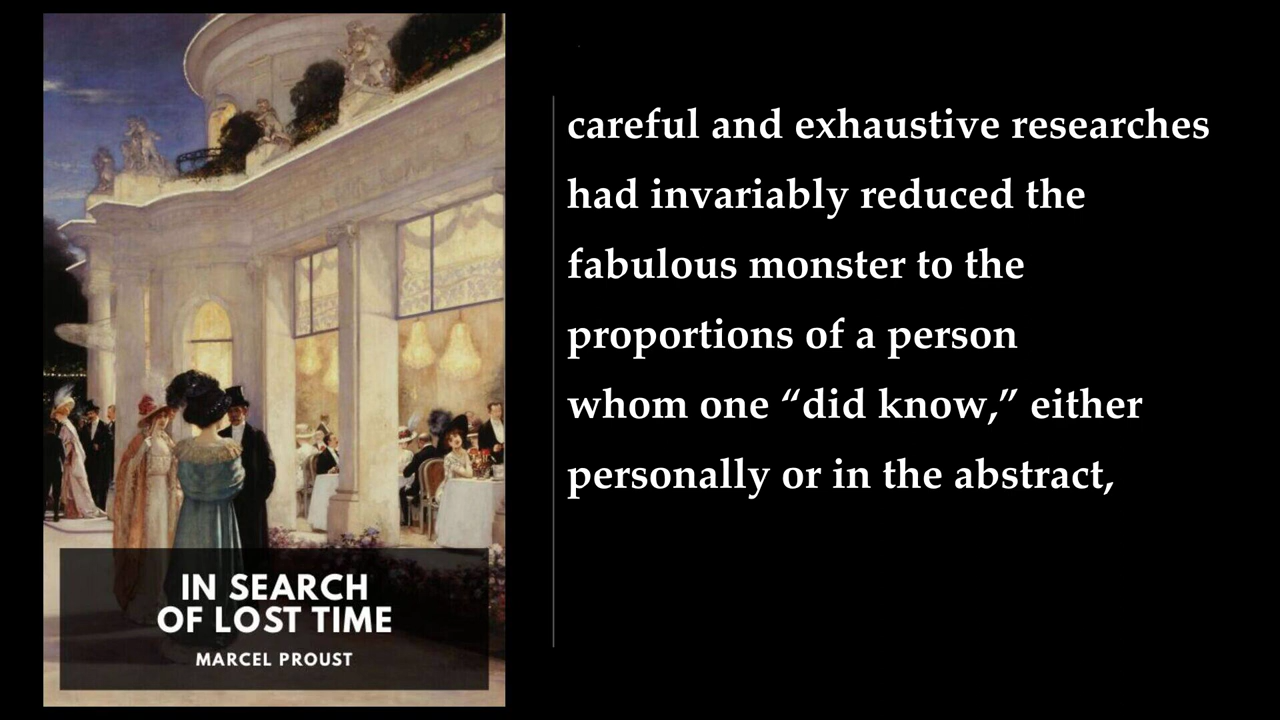 careful and exhaustive researches
had invariably reduced the
fabulous monster to the
proportions of a person
whom one “did know,” either
personally or in the abstract,
IN SEARCH
OF LOST TIME
MARCEL PROUST